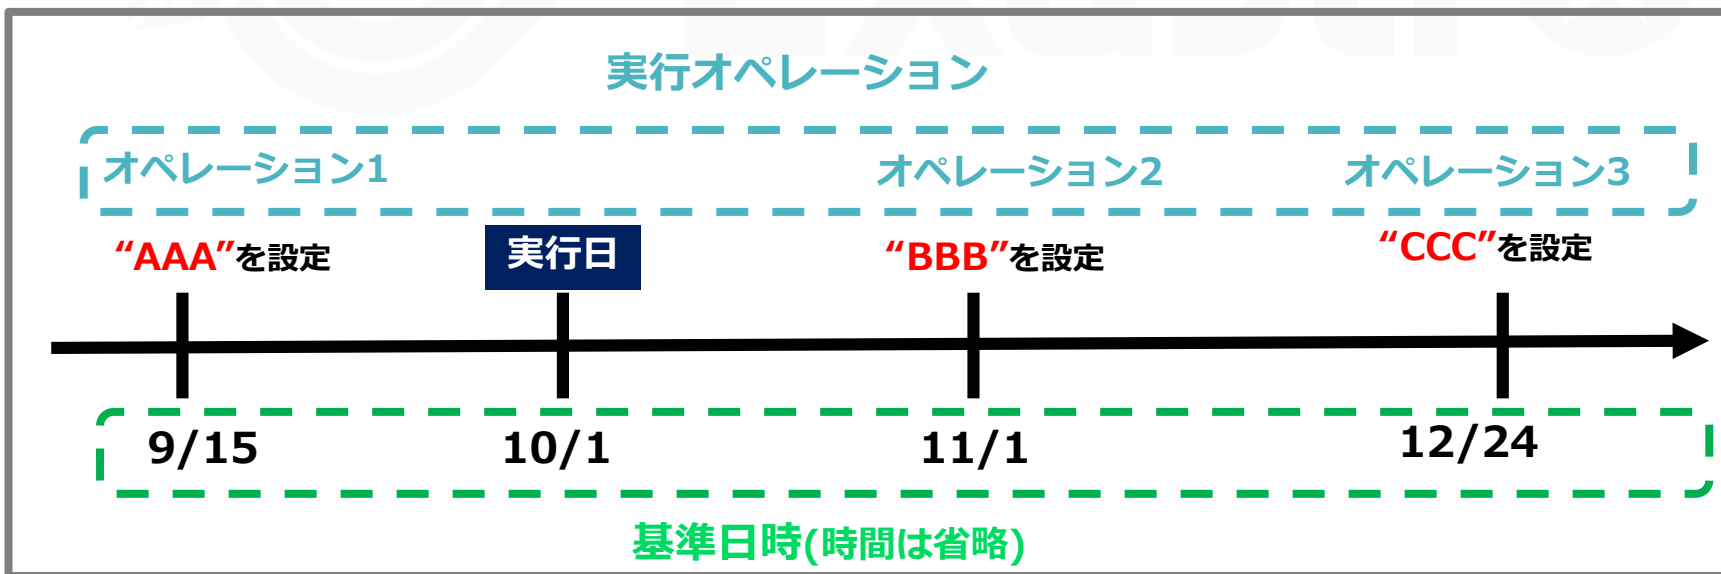 実行オペレーション
オペレーション1 オペレーション2 オペレーション3
“AAA”を設定 実行日 “BBB”を設定 “CCC”を設定
9/15 10/1 11/1 12/24
基準日時(時間は省略)